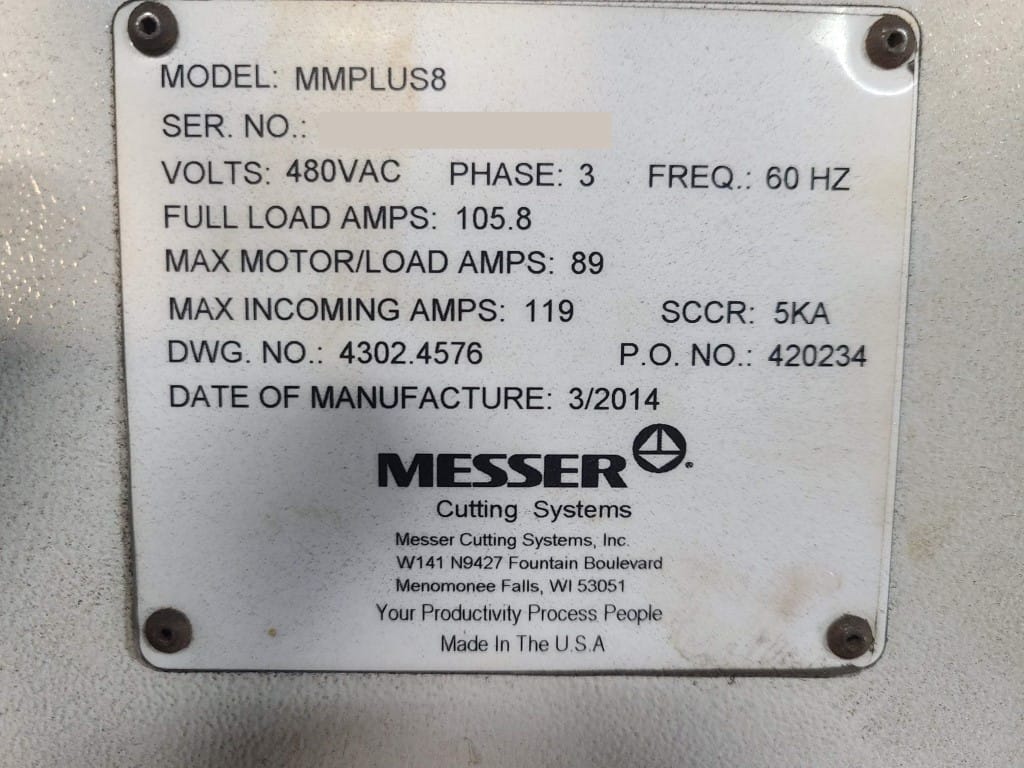 MODEL: MMPLUS8
SER. NO.:
VOLTS: 480VAC PHASE: 3 FREQ.: 60 HZ
FULL LOAD AMPS: 105.8
MAX MOTOR/LOAD AMPS: 89
MAX INCOMING AMPS: 119 SCCR: 5KA
DWG. NO.: 4302.4576 P.O. NO.: 420234
DATE OF MANUFACTURE: 3/2014
MESSER®
Cutting Systems
Messer Cutting Systems, Inc.
W141 N9427 Fountain Boulevard
Menomonee Falls, WI 53051
Your Productivity Process People
Made In The U.S.A